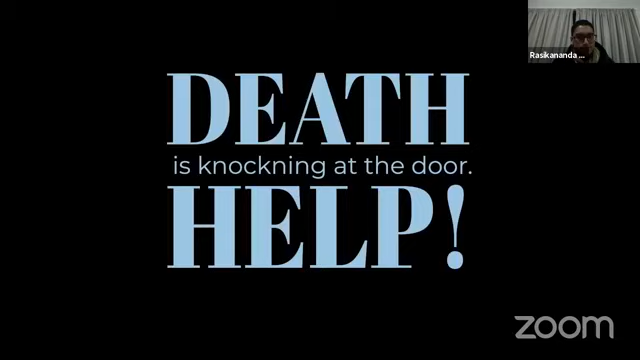 Rasikananda ...
DEATH
is knockning at the door.
HELP!
zoom